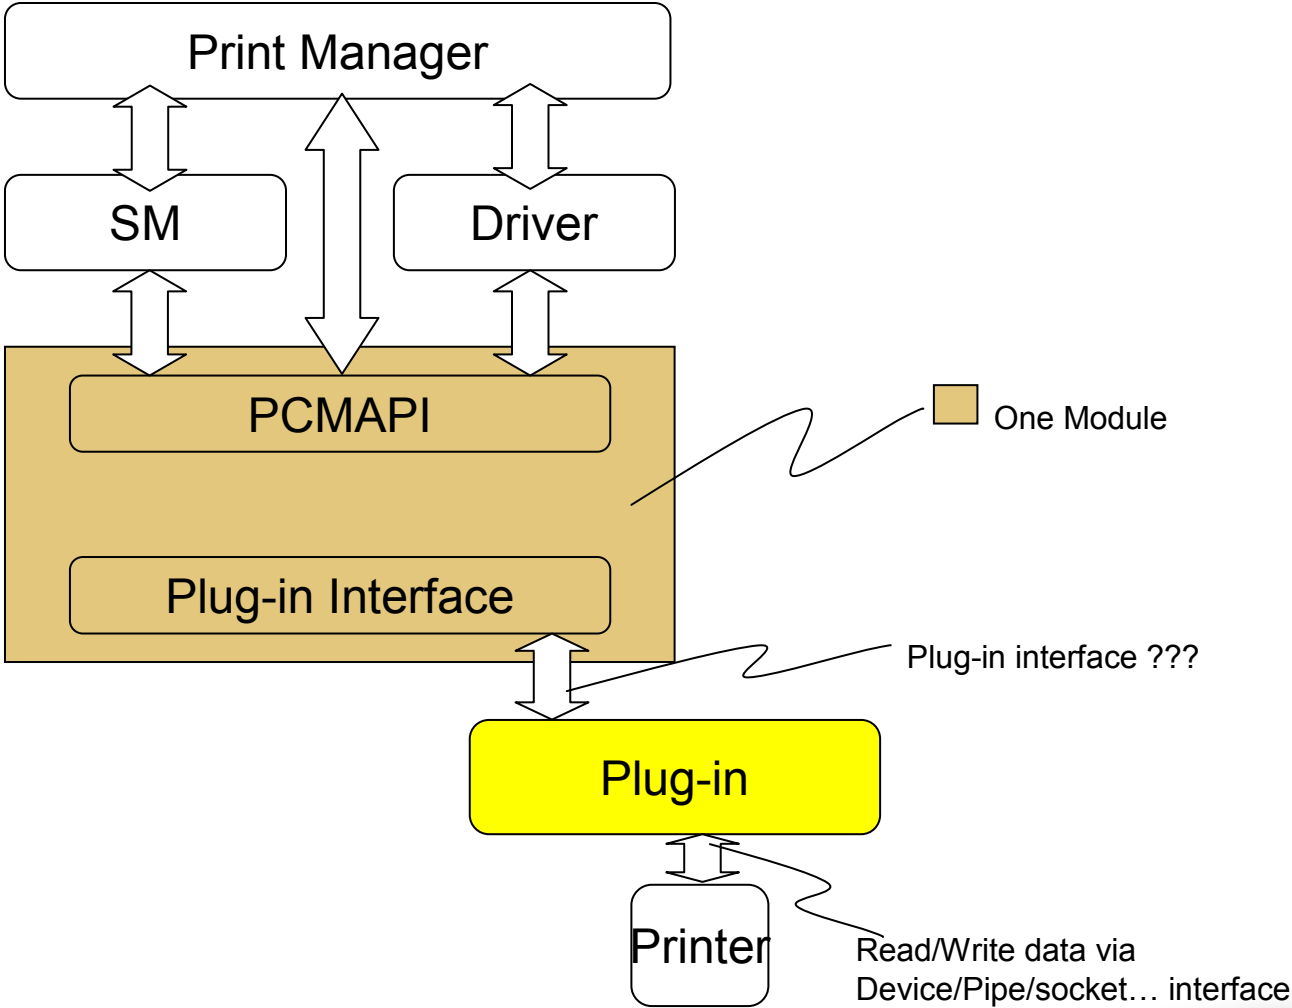 Print Manager
SM
Driver
PCMAPI
One Module
Plug-in Interface
Plug-in interface ???
Plug-in
Printer
Read/Write data via
Device/Pipe/socket… interface